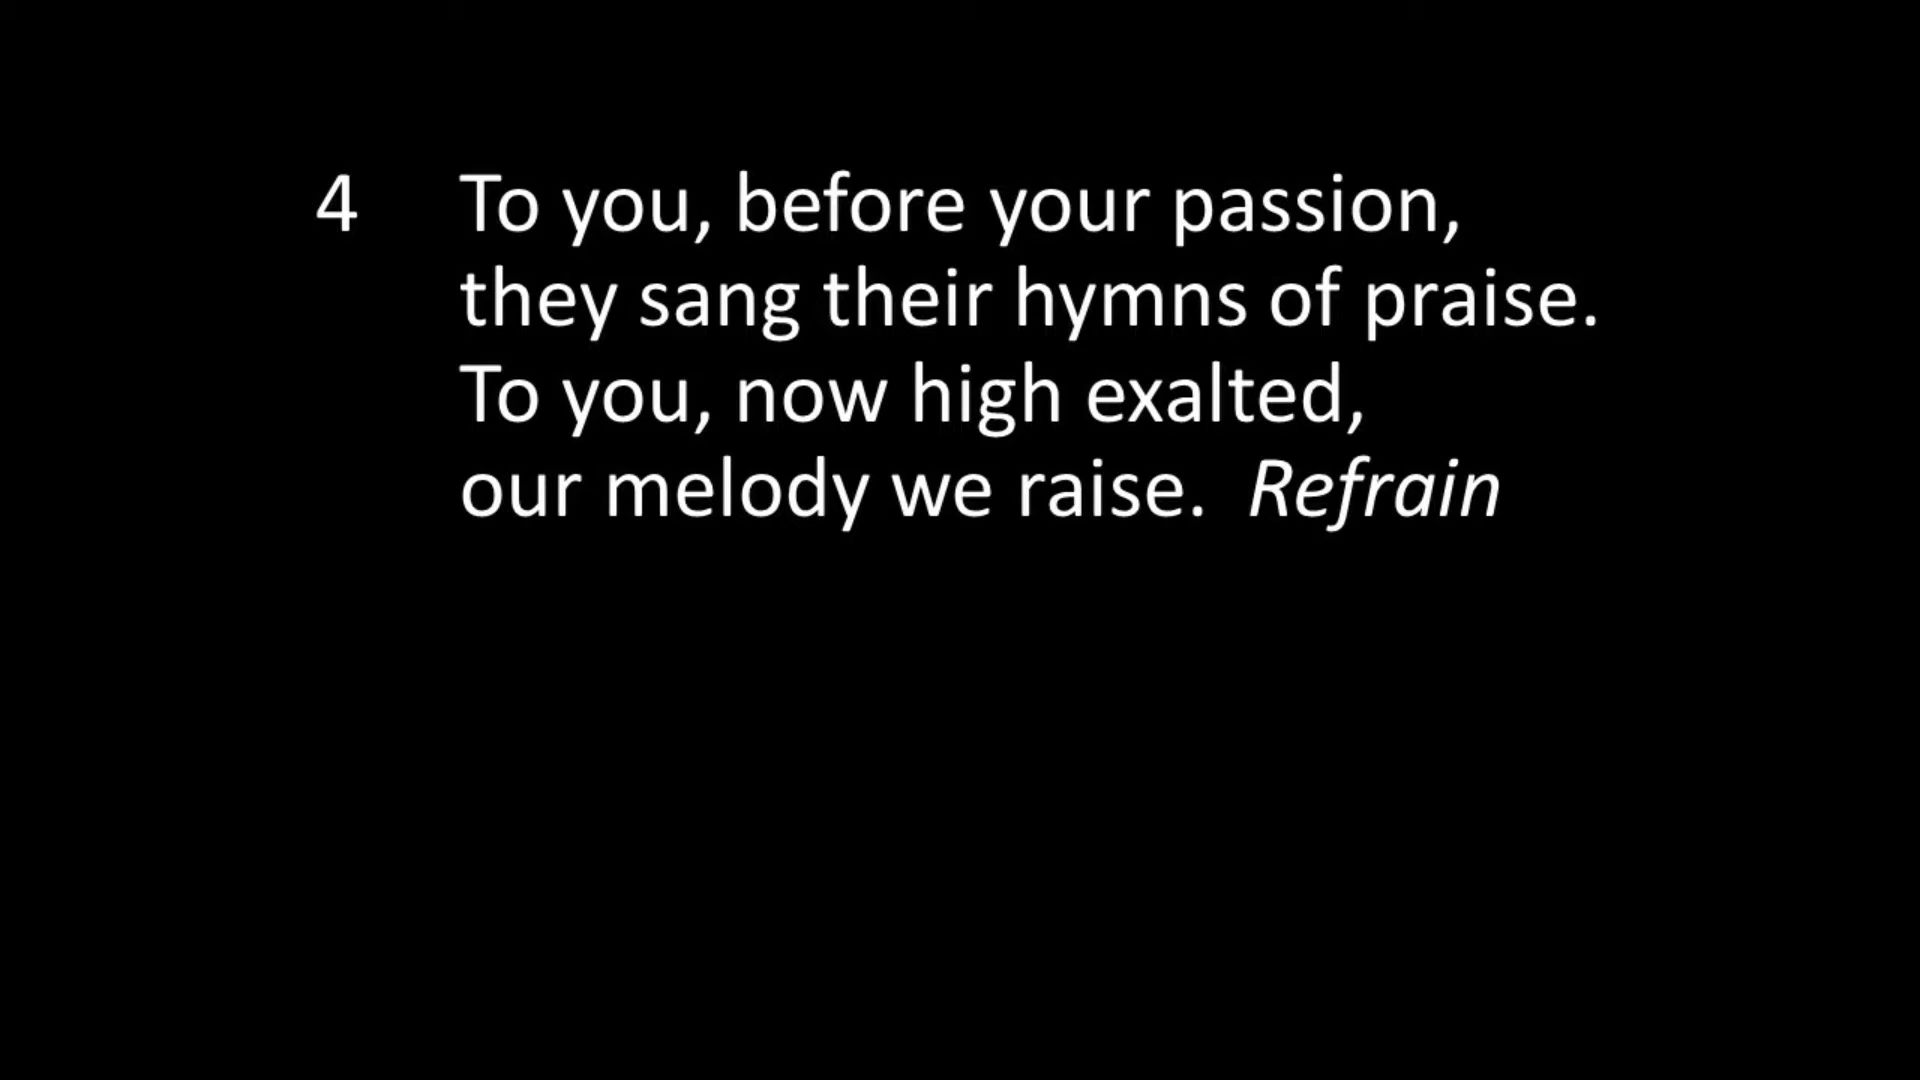 4 To you, before your passion,
they sang their hymns of praise.
To you, now high exalted,
our melody we raise. Refrain